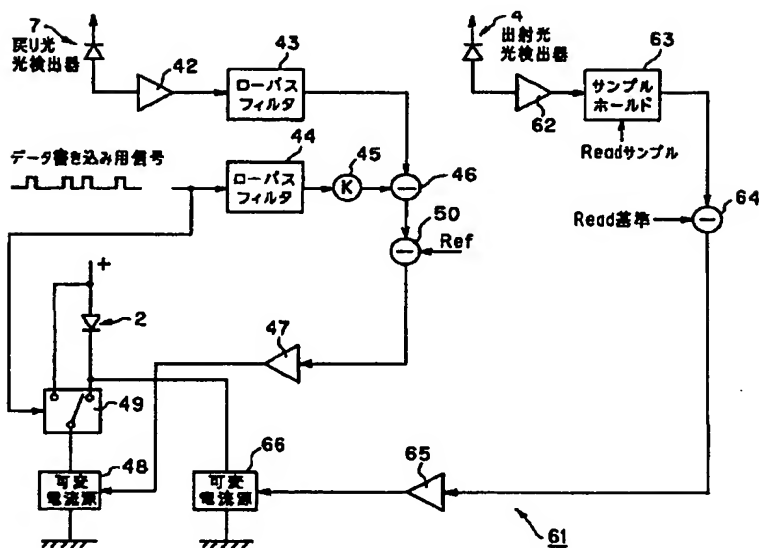 7
戻り光
光検出器
42
43
ローパス
フィルタ
4
出射光
光検出器
62
63
サンプル
ホールド
Readサンプル
データ書き込み用信号
44
ローパス
フィルタ
45
K
46
50
Ref
Read基準
64
+
2
47
49
48
可変
電流源
66
可変
電流源
65
61